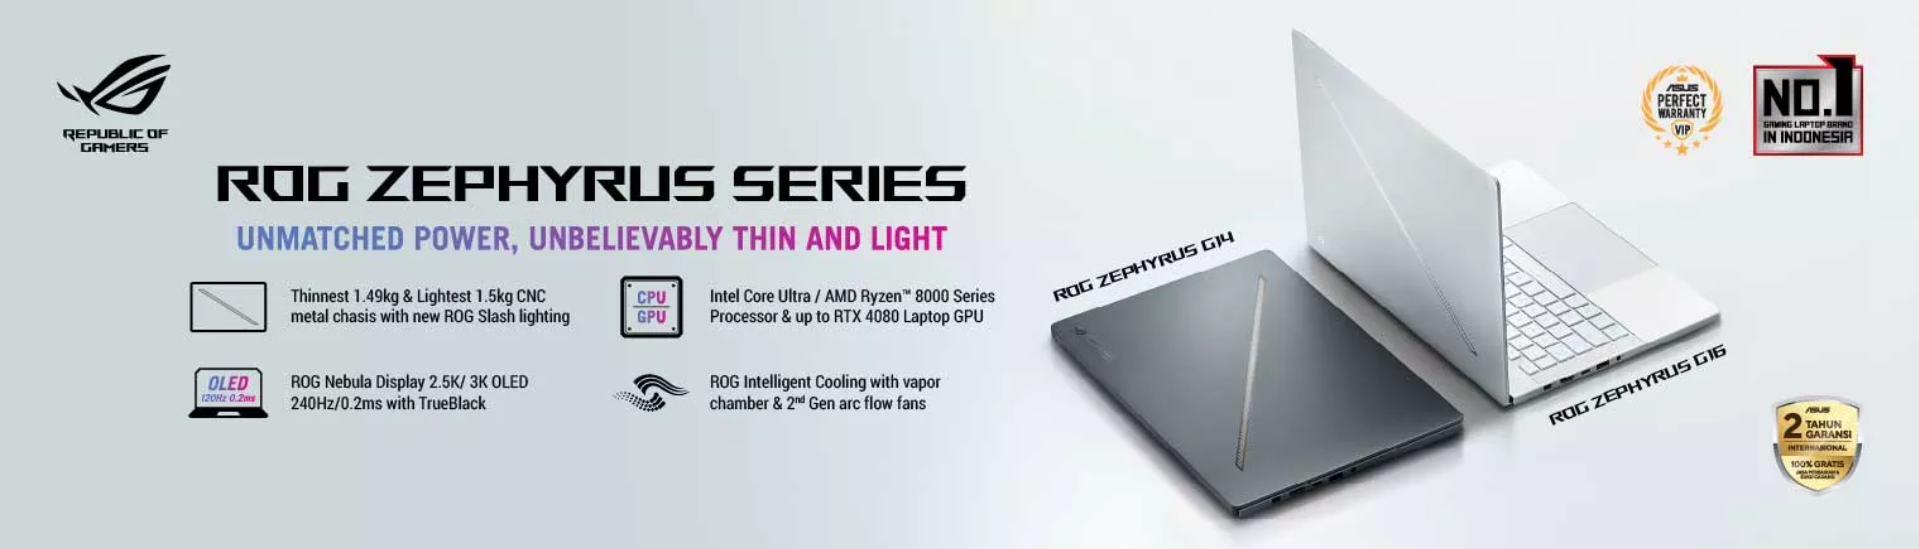 REPUBLIC OF
GAMERS
ROG ZEPHYRUS SERIES
UNMATCHED POWER, UNBELIEVABLY THIN AND LIGHT
Thinnest 1.49kg & Lightest 1.5kg CNC
metal chasis with new ROG Slash lighting
CPU
GPU
Intel Core Ultra / AMD Ryzen™ 8000 Series
Processor & up to RTX 4080 Laptop GPU
OLED
120Hz 0.2ms
ROG Nebula Display 2.5K/ 3K OLED
240Hz/0.2ms with TrueBlack
ROG Intelligent Cooling with vapor
chamber & 2nd Gen arc flow fans
ROG ZEPHYRUS G14
ROG ZEPHYRUS G16
ASUS
PERFECT
WARRANTY
VIP
NO.1
GAMING LAPTOP BRAND
IN INDONESIA
ASUS
2 TAHUN
GARANSI
INTERNASIONAL
100% GRATIS